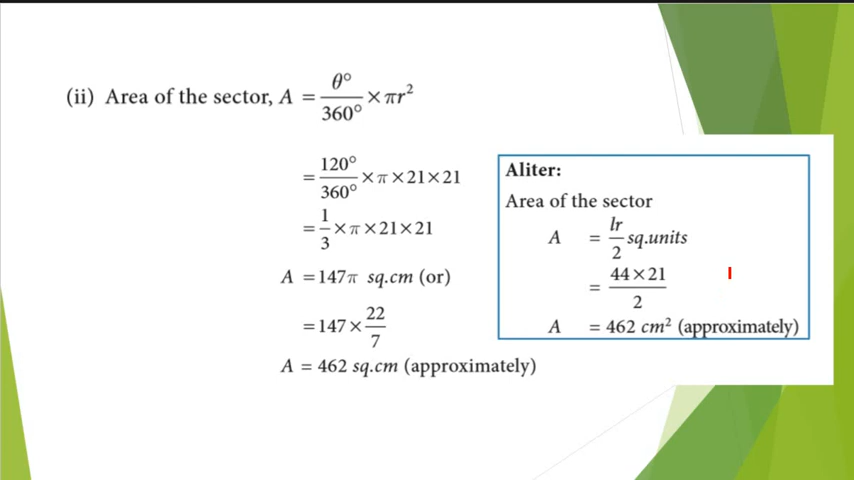 (ii) Area of the sector, A = θ°/360° × πr²
= 120°/360° × π × 21 × 21
= 1/3 × π × 21 × 21
A = 147π sq.cm (or)
= 147 × 22/7
A = 462 sq.cm (approximately)
Aliter:
Area of the sector
A = lr/2 sq.units
= 44 × 21/2
A = 462 cm² (approximately)